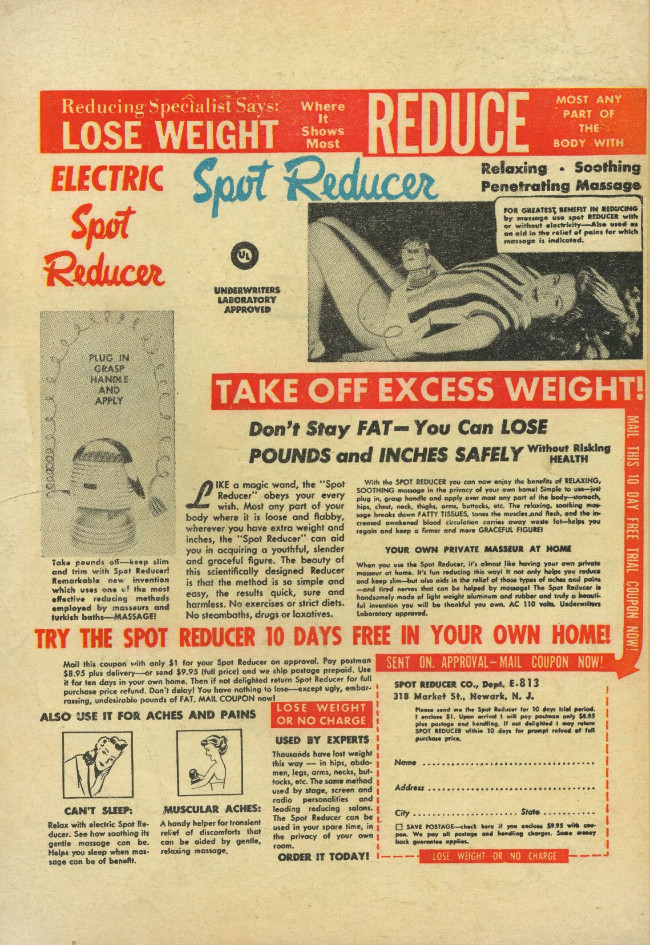 Reducing Specialist Says:
LOSE WEIGHT
Where
It
Shows
Most
REDUCE
MOST ANY
PART OF
THE
BODY WITH
ELECTRIC
Spot
Reducer
Spot Reducer
Relaxing • Soothing
Penetrating Massage
UL
UNDERWRITERS
LABORATORY
APPROVED
FOR GREATEST BENEFIT IN REDUCING
by massage use spot REDUCER with
or without electricity—Also used as
an aid in the relief of pains for which
massage is indicated.
PLUG IN
GRASP
HANDLE
AND
APPLY
Take pounds off—keep slim
and trim with Spot Reducer!
Remarkable new invention
which uses one of the most
effective reducing methods
employed by masseurs and
turkish baths—MASSAGE!
TAKE OFF EXCESS WEIGHT!
Don't Stay FAT—You Can LOSE
POUNDS and INCHES SAFELY Without Risking
HEALTH
LIKE a magic wand, the "Spot
Reducer" obeys your every
wish. Most any part of your
body where it is loose and flabby,
wherever you have extra weight and
inches, the "Spot Reducer" can aid
you in acquiring a youthful, slender
and graceful figure. The beauty of
this scientifically designed Reducer
is that the method is so simple and
easy, the results quick, sure and
harmless. No exercises or strict diets.
No steambaths, drugs or laxatives.
With the SPOT REDUCER you can now enjoy the benefits of RELAXING,
SOOTHING massage in the privacy of your own home! Simple to use—just
plug in, grasp handle and apply over most any part of the body—stomach,
hips, chest, neck, thighs, arms, buttocks, etc. The relaxing, soothing mas-
sage breaks down FATTY TISSUES, tones the muscles and flesh, and the in-
creased awakened blood circulation carries away waste fat—helps you
regain and keep a firmer and more GRACEFUL FIGURE!
YOUR OWN PRIVATE MASSEUR AT HOME
When you use the Spot Reducer, it's almost like having your own private
masseur at home. It's fun reducing this way! It not only helps you reduce
and keep slim—but also aids in the relief of those types of aches and pains
—and tired nerves that can be helped by massage! The Spot Reducer is
handsomely made of light weight aluminum and rubber and truly a beauti-
ful invention you will be thankful you own. AC 110 volts. Underwriters
Laboratory approved.
MAIL THIS 10 DAY FREE TRIAL COUPON NOW!
TRY THE SPOT REDUCER 10 DAYS FREE IN YOUR OWN HOME!
Mail this coupon with only $1 for your Spot Reducer on approval. Pay postman
$8.95 plus delivery—or send $9.95 (full price) and we ship postage prepaid. Use
it for ten days in your own home. Then if not delighted return Spot Reducer for full
purchase price refund. Don't delay! You have nothing to lose—except ugly, embar-
rassing, undesirable pounds of FAT. MAIL COUPON now!
ALSO USE IT FOR ACHES AND PAINS
CAN'T SLEEP:
Relax with electric Spot Re-
ducer. See how soothing its
gentle massage can be.
Helps you sleep when mas-
sage can be of benefit.
MUSCULAR ACHES:
A handy helper for transient
relief of discomforts that
can be aided by gentle,
relaxing massage.
LOSE WEIGHT
OR NO CHARGE
USED BY EXPERTS
Thousands have lost weight
this way — in hips, abdo-
men, legs, arms, necks, but-
tocks, etc. The same method
used by stage, screen and
radio personalities and
leading reducing salons.
The Spot Reducer can be
used in your spare time, in
the privacy of your own
room.
ORDER IT TODAY!
SENT ON APPROVAL—MAIL COUPON NOW!
SPOT REDUCER CO., Dept. E-813
318 Market St., Newark, N. J.
Please send me the Spot Reducer for 10 days trial period.
I enclose $1. Upon arrival I will pay postman only $8.95
plus postage and handling. If not delighted I may return
SPOT REDUCER within 10 days for prompt refund of full
purchase price.
Name
Address
City State
SAVE POSTAGE—check here if you enclose $9.95 with cou-
pon. We pay all postage and handling charges. Same money
back guarantee applies.
LOSE WEIGHT OR NO CHARGE